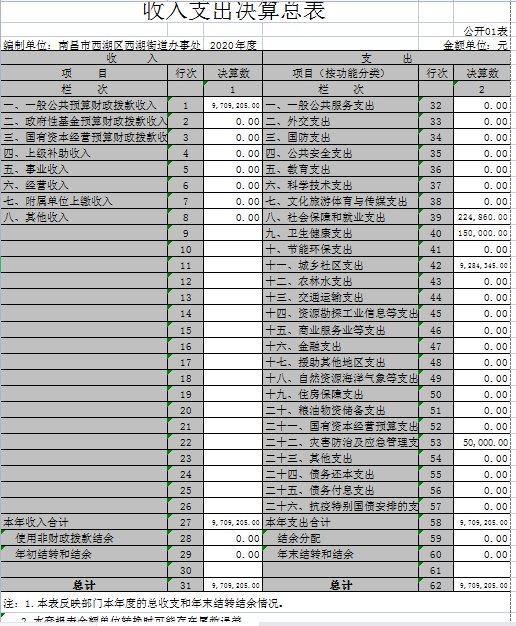 收入支出决算总表
公开01表
编制单位：南昌市西湖区西湖街道办事处 2020年度 金额单位：元
收 入 支 出
项 目 行次 决算数 项目（按功能分类） 行次 决算数
栏 次 1 栏 次 2
一、一般公共预算财政拨款收入 1 9,709,205.00 一、一般公共服务支出 32 0.00
二、政府性基金预算财政拨款收入 2 0.00 二、外交支出 33 0.00
三、国有资本经营预算财政拨款收 3 0.00 三、国防支出 34 0.00
四、上级补助收入 4 0.00 四、公共安全支出 35 0.00
五、事业收入 5 0.00 五、教育支出 36 0.00
六、经营收入 6 0.00 六、科学技术支出 37 0.00
七、附属单位上缴收入 7 0.00 七、文化旅游体育与传媒支出 38 0.00
八、其他收入 8 0.00 八、社会保障和就业支出 39 224,860.00
9 九、卫生健康支出 40 150,000.00
10 十、节能环保支出 41 0.00
11 十一、城乡社区支出 42 9,284,345.00
12 十二、农林水支出 43 0.00
13 十三、交通运输支出 44 0.00
14 十四、资源勘探工业信息等支出 45 0.00
15 十五、商业服务业等支出 46 0.00
16 十六、金融支出 47 0.00
17 十七、援助其他地区支出 48 0.00
18 十八、自然资源海洋气象等支出 49 0.00
19 十九、住房保障支出 50 0.00
20 二十、粮油物资储备支出 51 0.00
21 二十一、国有资本经营预算支出 52 0.00
22 二十二、灾害防治及应急管理支 53 50,000.00
23 二十三、其他支出 54 0.00
24 二十四、债务还本支出 55 0.00
25 二十五、债务付息支出 56 0.00
26 二十六、抗疫特别国债安排的支 57 0.00
本年收入合计 27 9,709,205.00 本年支出合计 58 9,709,205.00
使用非财政拨款结余 28 0.00 结余分配 59 0.00
年初结转和结余 29 0.00 年末结转和结余 60 0.00
30 61
总计 31 9,709,205.00 总计 62 9,709,205.00
注：1.本表反映部门本年度的总收支和年末结转结余情况。
2.本套报表金额单位转换时可能存在尾数误差